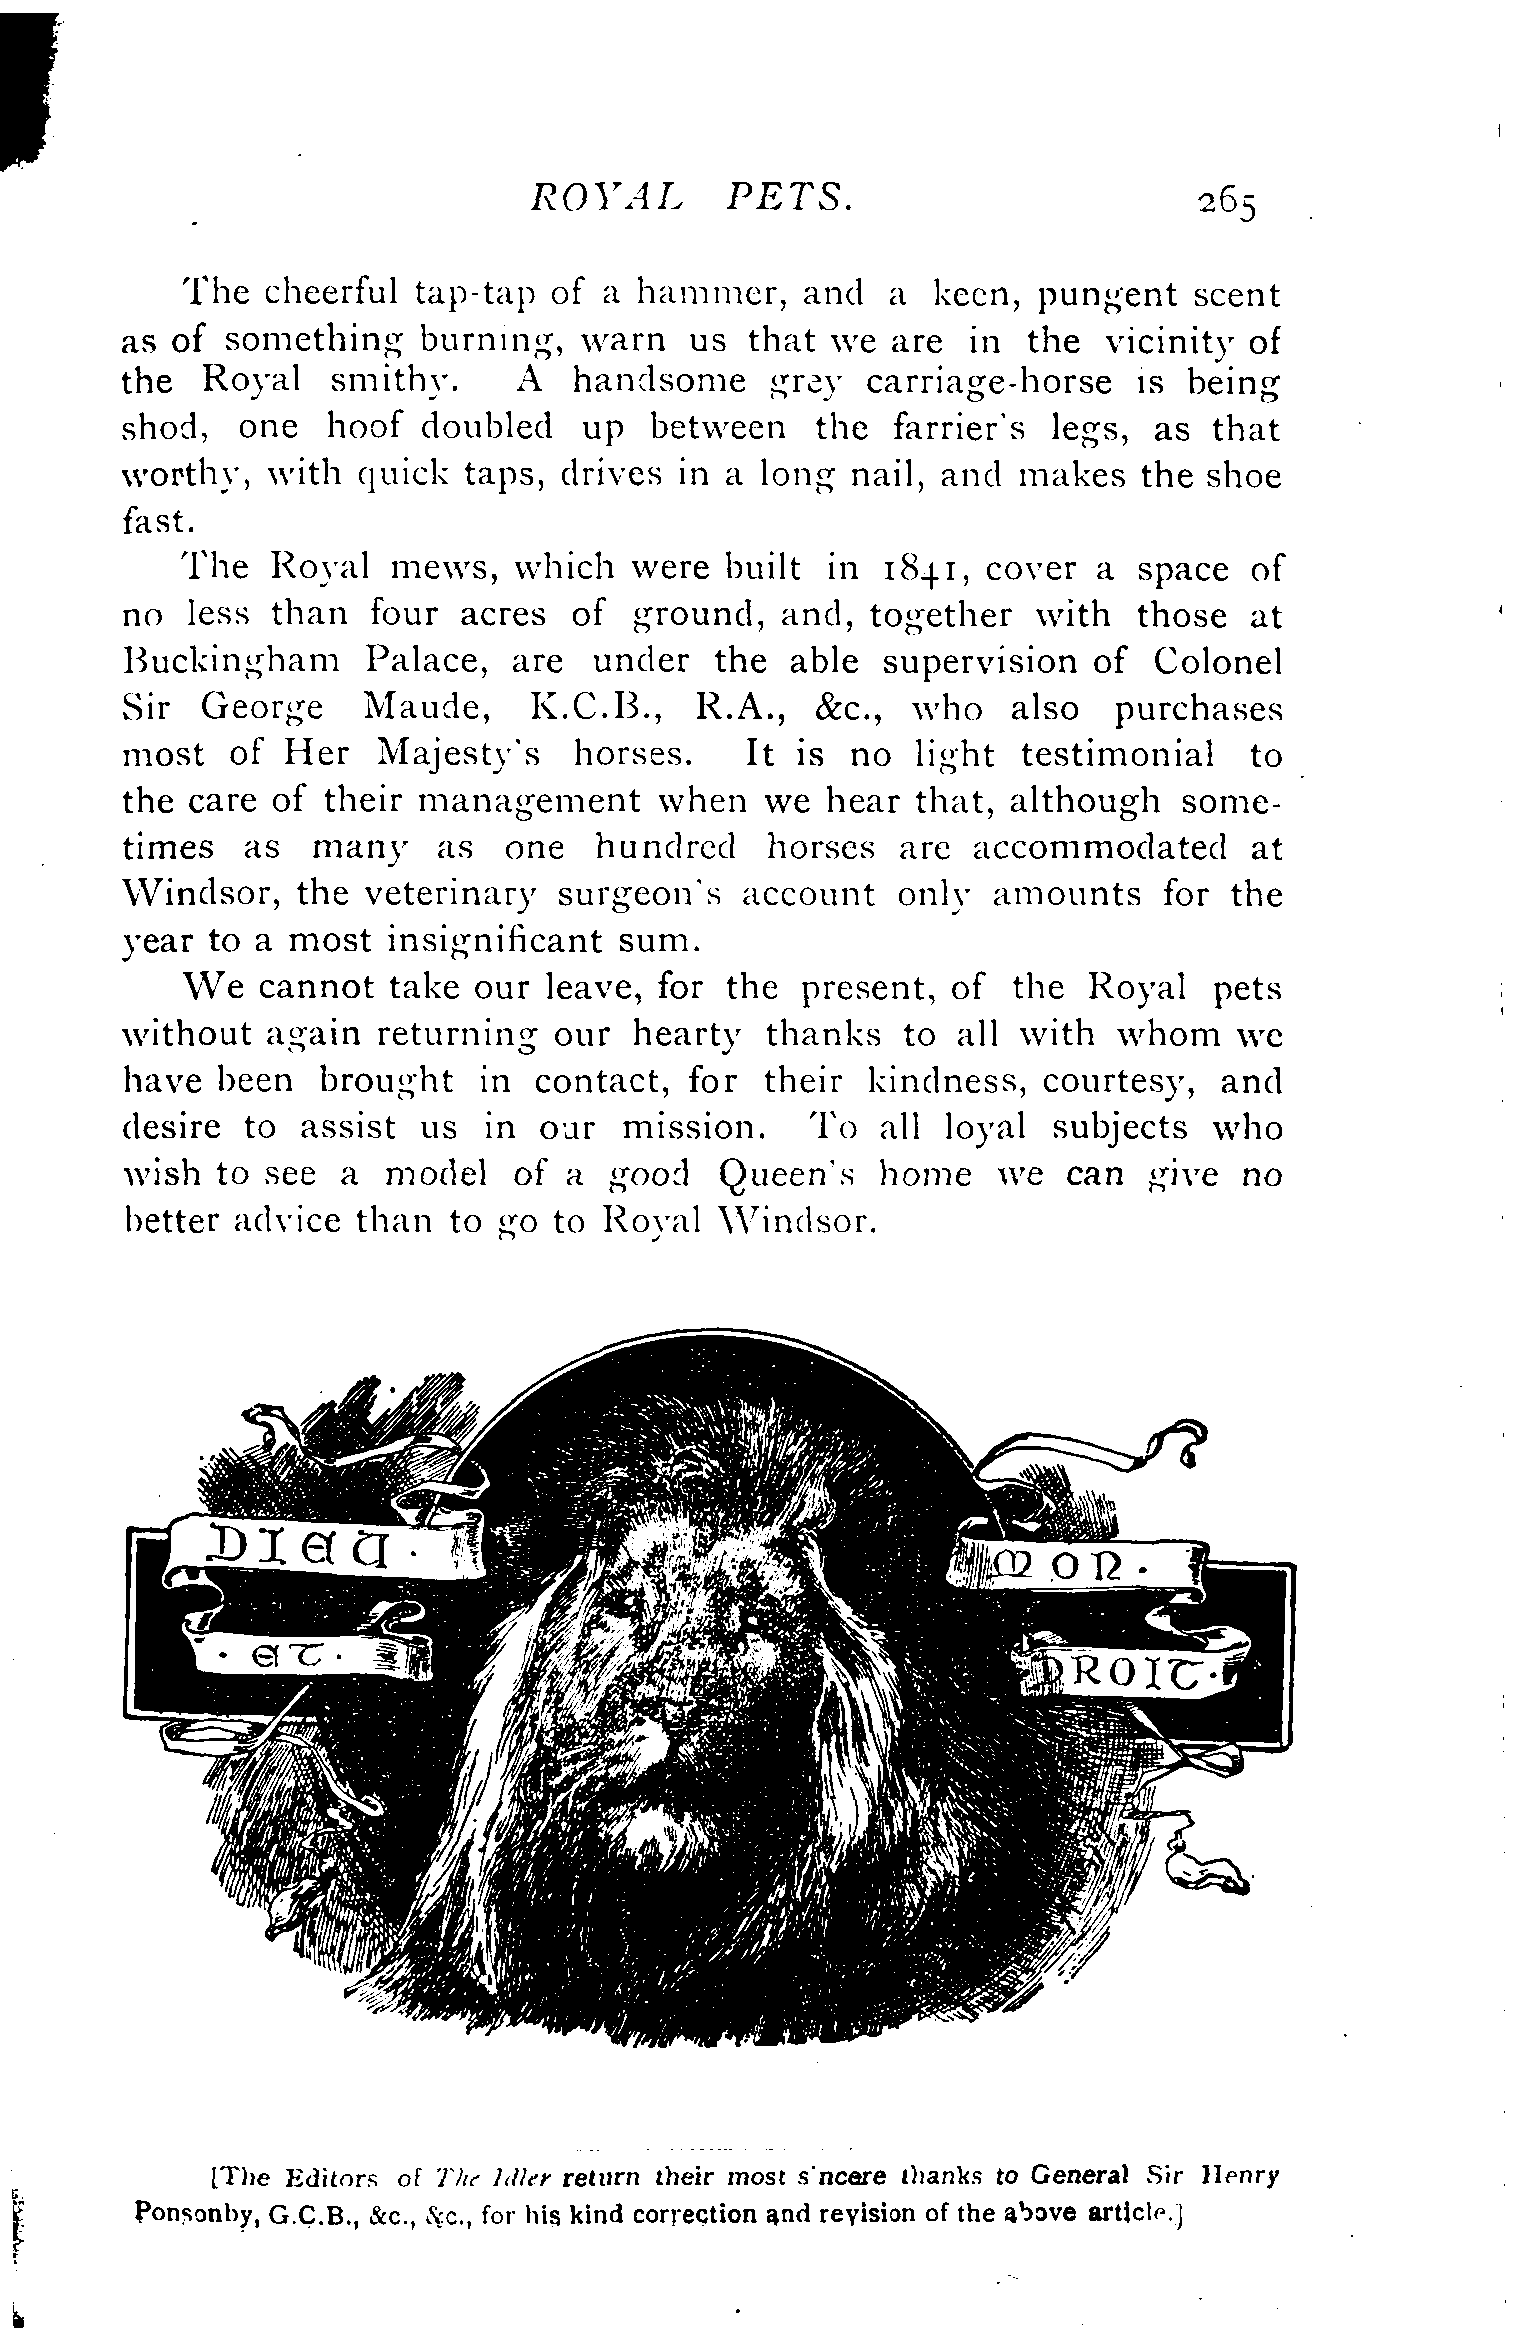 ROYAL PETS. 265
The cheerful tap-tap of a hammer, and a keen, pungent scent
as of something burning, warn us that we are in the vicinity of
the Royal smithy. A handsome grey carriage-horse is being
shod, one hoof doubled up between the farrier's legs, as that
worthy, with quick taps, drives in a long nail, and makes the shoe
fast.
The Royal mews, which were built in 1841, cover a space of
no less than four acres of ground, and, together with those at
Buckingham Palace, are under the able supervision of Colonel
Sir George Maude, K.C.B., R.A., &c., who also purchases
most of Her Majesty's horses. It is no light testimonial to
the care of their management when we hear that, although some-
times as many as one hundred horses are accommodated at
Windsor, the veterinary surgeon's account only amounts for the
year to a most insignificant sum.
We cannot take our leave, for the present, of the Royal pets
without again returning our hearty thanks to all with whom we
have been brought in contact, for their kindness, courtesy, and
desire to assist us in our mission. To all loyal subjects who
wish to see a model of a good Queen's home we can give no
better advice than to go to Royal Windsor.
DIEU ·
· ET ·
MON ·
DROIT ·
[The Editors of The Idler return their most sincere thanks to General Sir Henry
Ponsonby, G.C.B., &c., &c., for his kind correction and revision of the above article.]